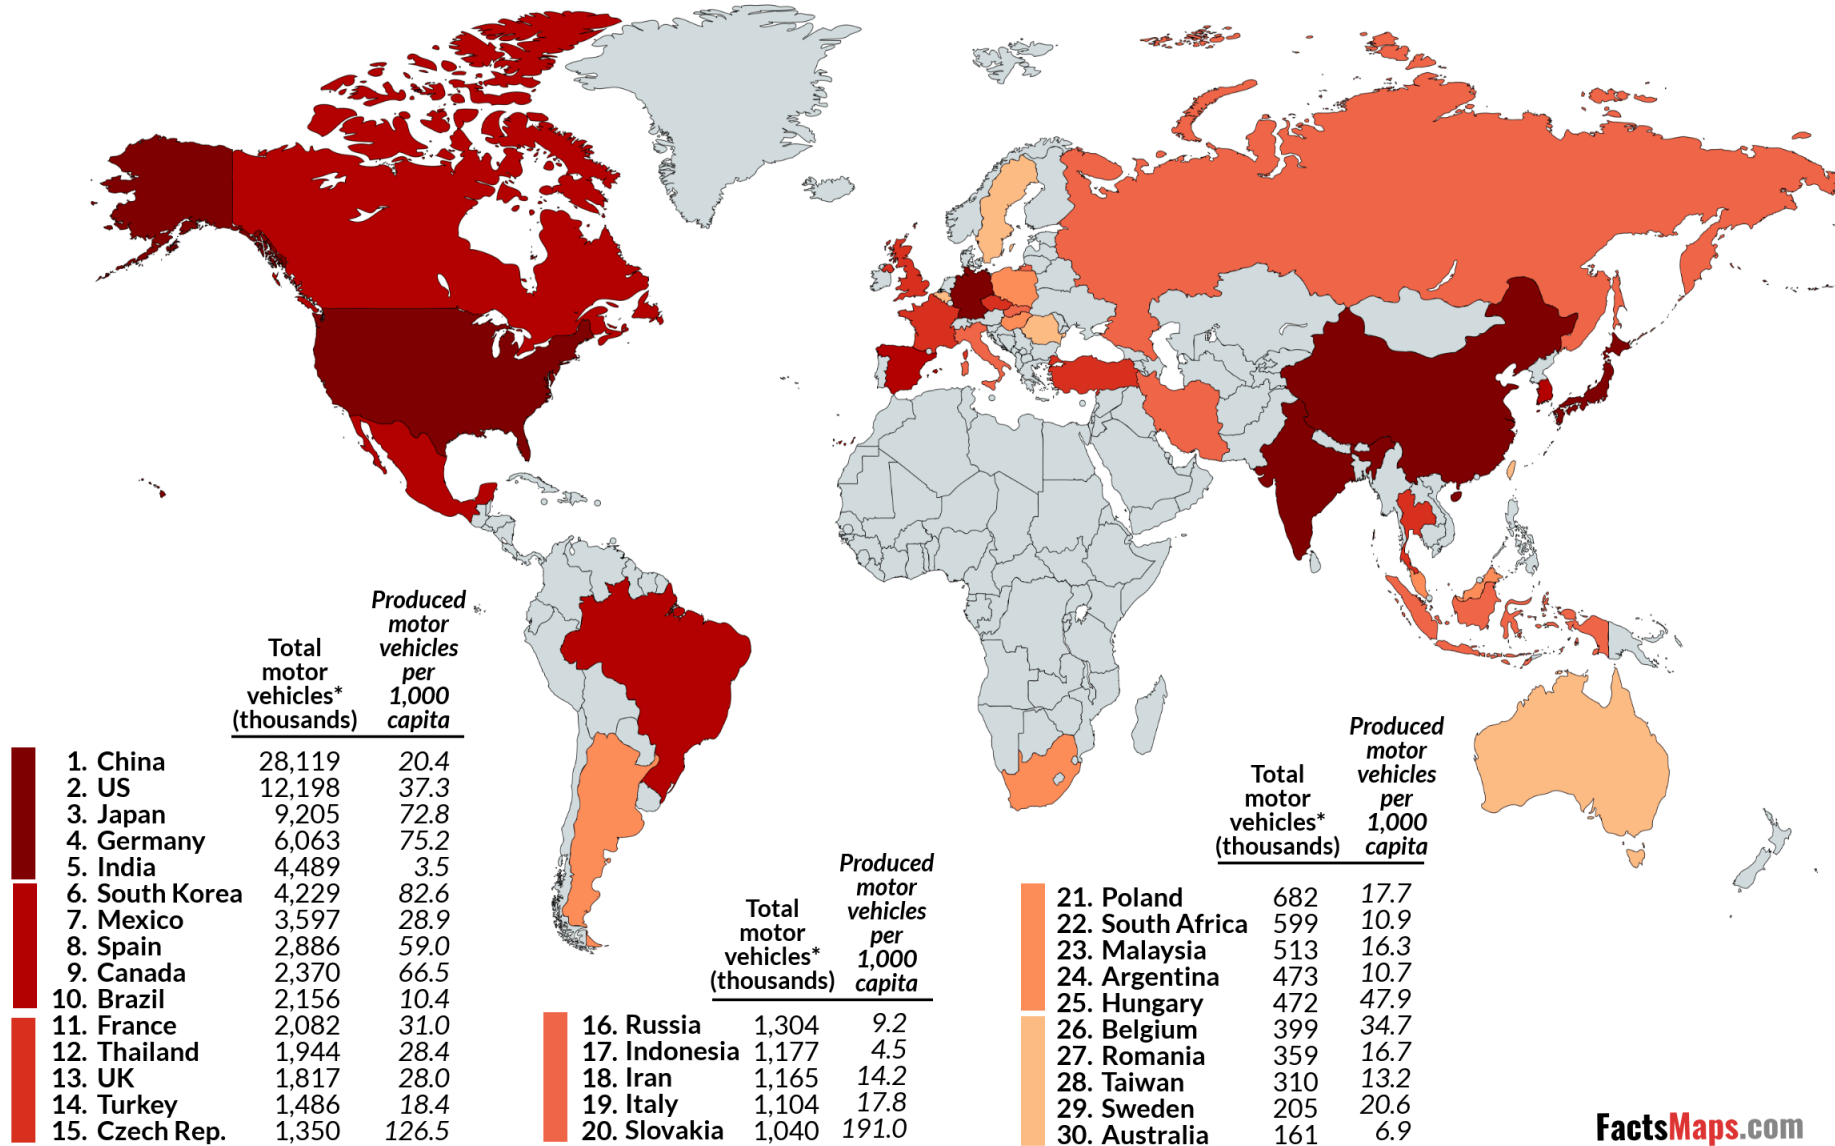 Total
motor
vehicles*
(thousands)
Produced
motor
vehicles
per
1,000
capita
1. China 28,119 20.4
2. US 12,198 37.3
3. Japan 9,205 72.8
4. Germany 6,063 75.2
5. India 4,489 3.5
6. South Korea 4,229 82.6
7. Mexico 3,597 28.9
8. Spain 2,886 59.0
9. Canada 2,370 66.5
10. Brazil 2,156 10.4
11. France 2,082 31.0
12. Thailand 1,944 28.4
13. UK 1,817 28.0
14. Turkey 1,486 18.4
15. Czech Rep. 1,350 126.5
Total
motor
vehicles*
(thousands)
Produced
motor
vehicles
per
1,000
capita
16. Russia 1,304 9.2
17. Indonesia 1,177 4.5
18. Iran 1,165 14.2
19. Italy 1,104 17.8
20. Slovakia 1,040 191.0
Total
motor
vehicles*
(thousands)
Produced
motor
vehicles
per
1,000
capita
21. Poland 682 17.7
22. South Africa 599 10.9
23. Malaysia 513 16.3
24. Argentina 473 10.7
25. Hungary 472 47.9
26. Belgium 399 34.7
27. Romania 359 16.7
28. Taiwan 310 13.2
29. Sweden 205 20.6
30. Australia 161 6.9
FactsMaps.com